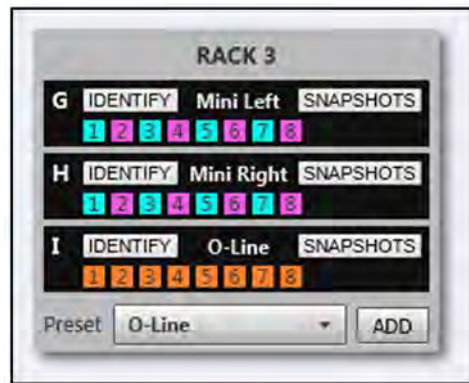 RACK 3
G IDENTIFY Mini Left SNAPSHOTS
1 2 3 4 5 6 7 8
H IDENTIFY Mini Right SNAPSHOTS
1 2 3 4 5 6 7 8
I IDENTIFY O-Line SNAPSHOTS
1 2 3 4 5 6 7 8
Preset O-Line ADD